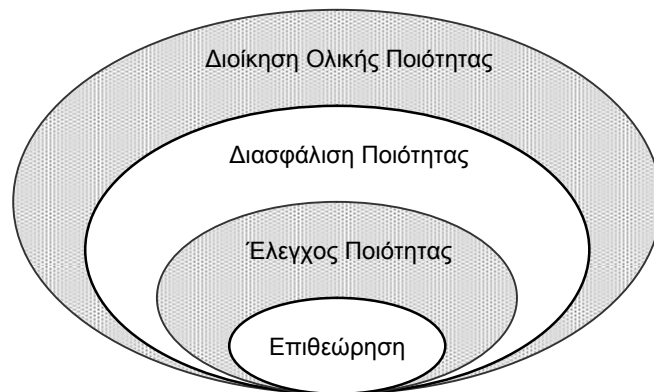 Διοίκηση Ολικής Ποιότητας
Διασφάλιση Ποιότητας
Έλεγχος Ποιότητας
Επιθεώρηση